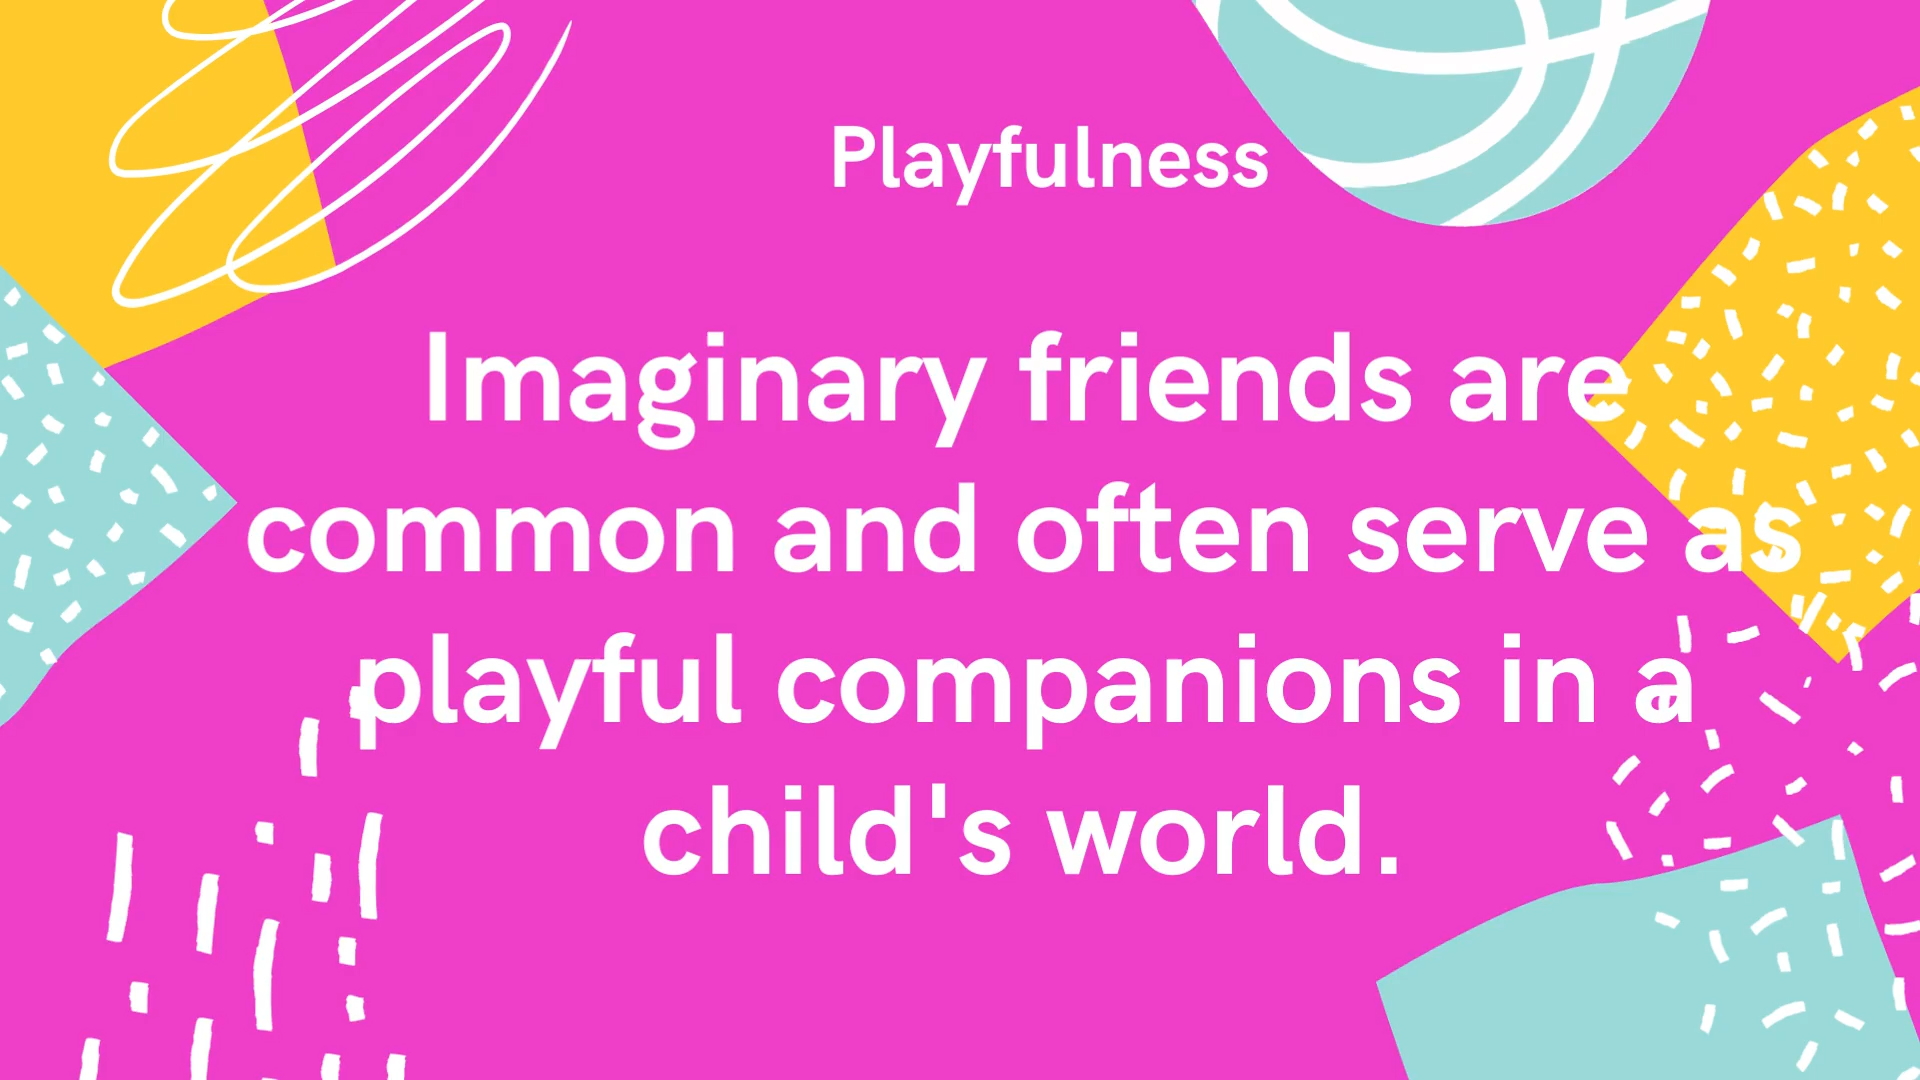 Playfulness
Imaginary friends are
common and often serve as
playful companions in a
child's world.